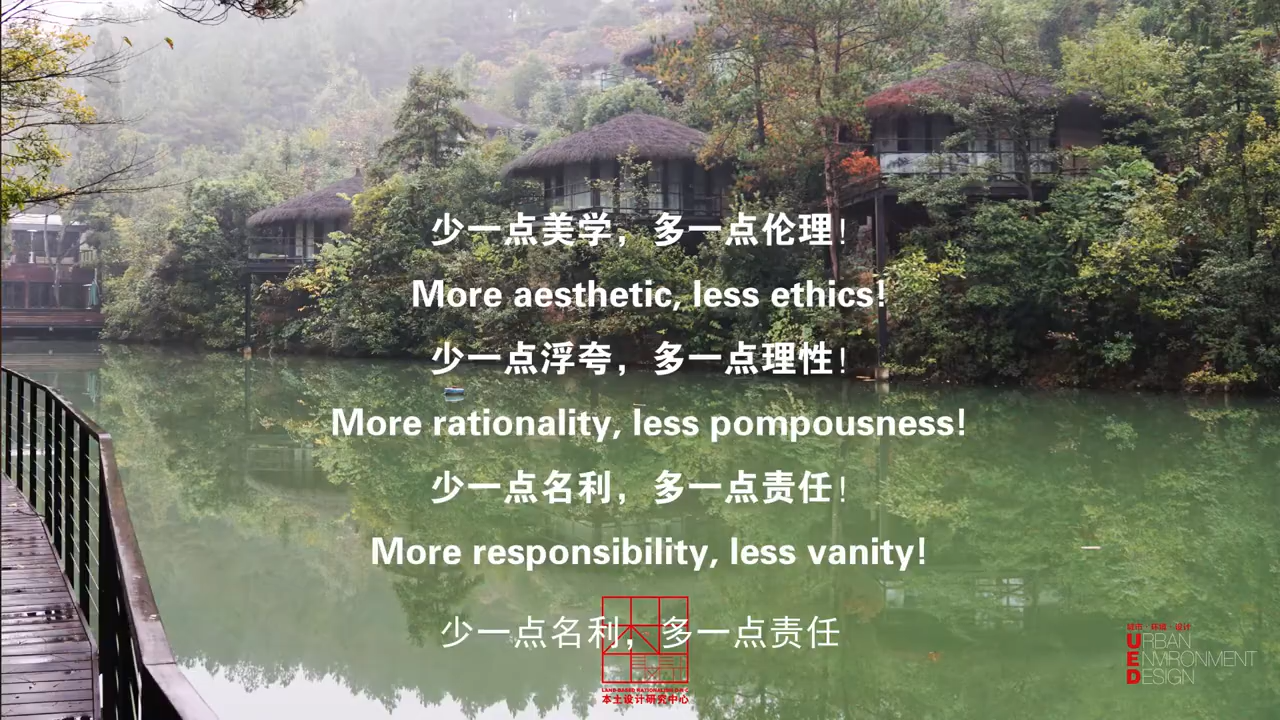 少一点美学，多一点伦理！
More aesthetic, less ethics!
少一点浮夸，多一点理性！
More rationality, less pompousness!
少一点名利，多一点责任！
More responsibility, less vanity!
少一点名利，多一点责任
LAND-BASED RATIONALISM D·R·C
本土设计研究中心
城市·环境·设计
URBAN
ENVIRONMENT
DESIGN